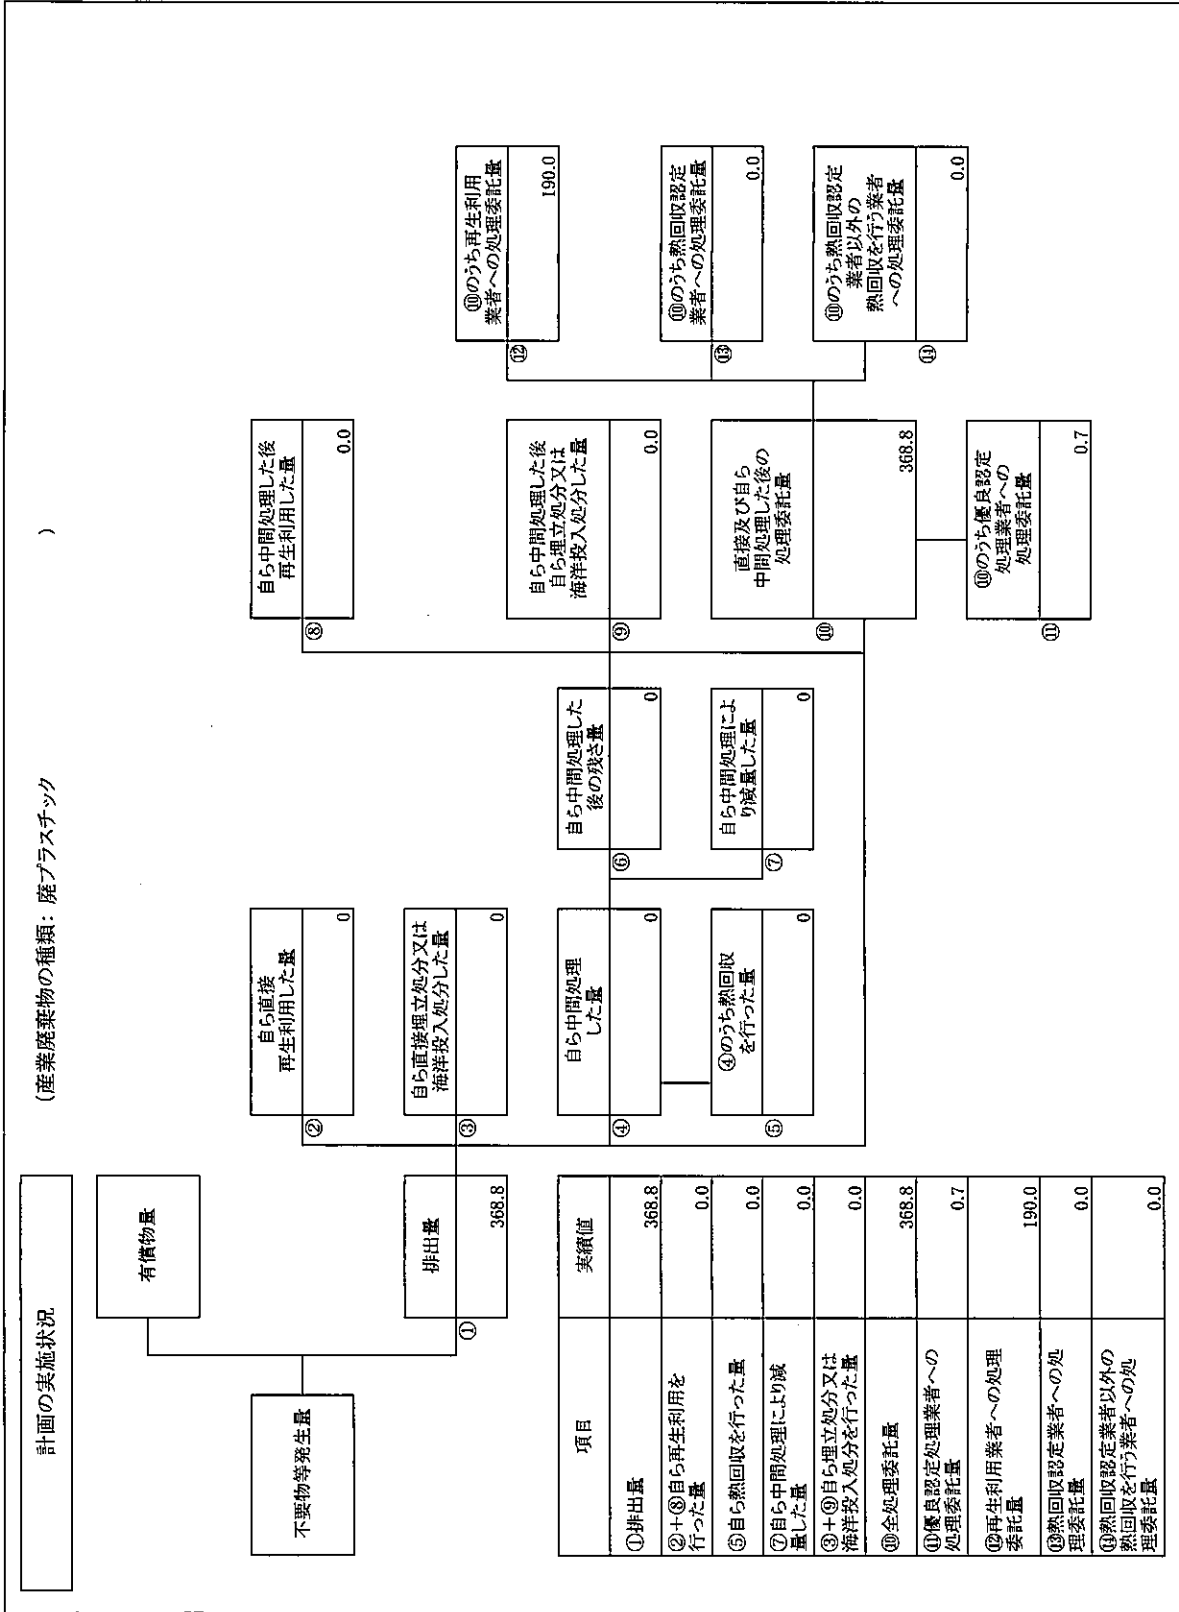 計画の実施状況
(産業廃棄物の種類: 廃プラスチック
)
有償物量
不要物等発生量
①
排出量
368.8
②
自ら直接
再生利用した量
0
③
自ら直接埋立処分又は
海洋投入処分した量
0
④
自ら中間処理
した量
0
⑤
④のうち熱回収
を行った量
0
⑥
自ら中間処理した
後の残さ量
0
⑦
自ら中間処理によ
り減量した量
0
⑧
自ら中間処理した後
再生利用した量
0.0
⑨
自ら中間処理した後
自ら埋立処分又は
海洋投入処分した量
0.0
⑩
直接及び自ら
中間処理した後の
処理委託量
368.8
⑪
⑩のうち優良認定
処理業者への
処理委託量
0.7
⑫
⑩のうち再生利用
業者への処理委託量
190.0
⑬
⑩のうち熱回収認定
業者への処理委託量
0.0
⑭
⑩のうち熱回収認定
業者以外の
熱回収を行う業者
への処理委託量
0.0
項目
実績値
①排出量
368.8
②+⑧自ら再生利用を
行った量
0.0
⑤自ら熱回収を行った量
0.0
⑦自ら中間処理により減
量した量
0.0
③+⑨自ら埋立処分又は
海洋投入処分を行った量
0.0
⑩全処理委託量
368.8
⑪優良認定処理業者への
処理委託量
0.7
⑫再生利用業者への処理
委託量
190.0
⑬熱回収認定業者への処
理委託量
0.0
⑭熱回収認定業者以外の
熱回収を行う業者への処
理委託量
0.0